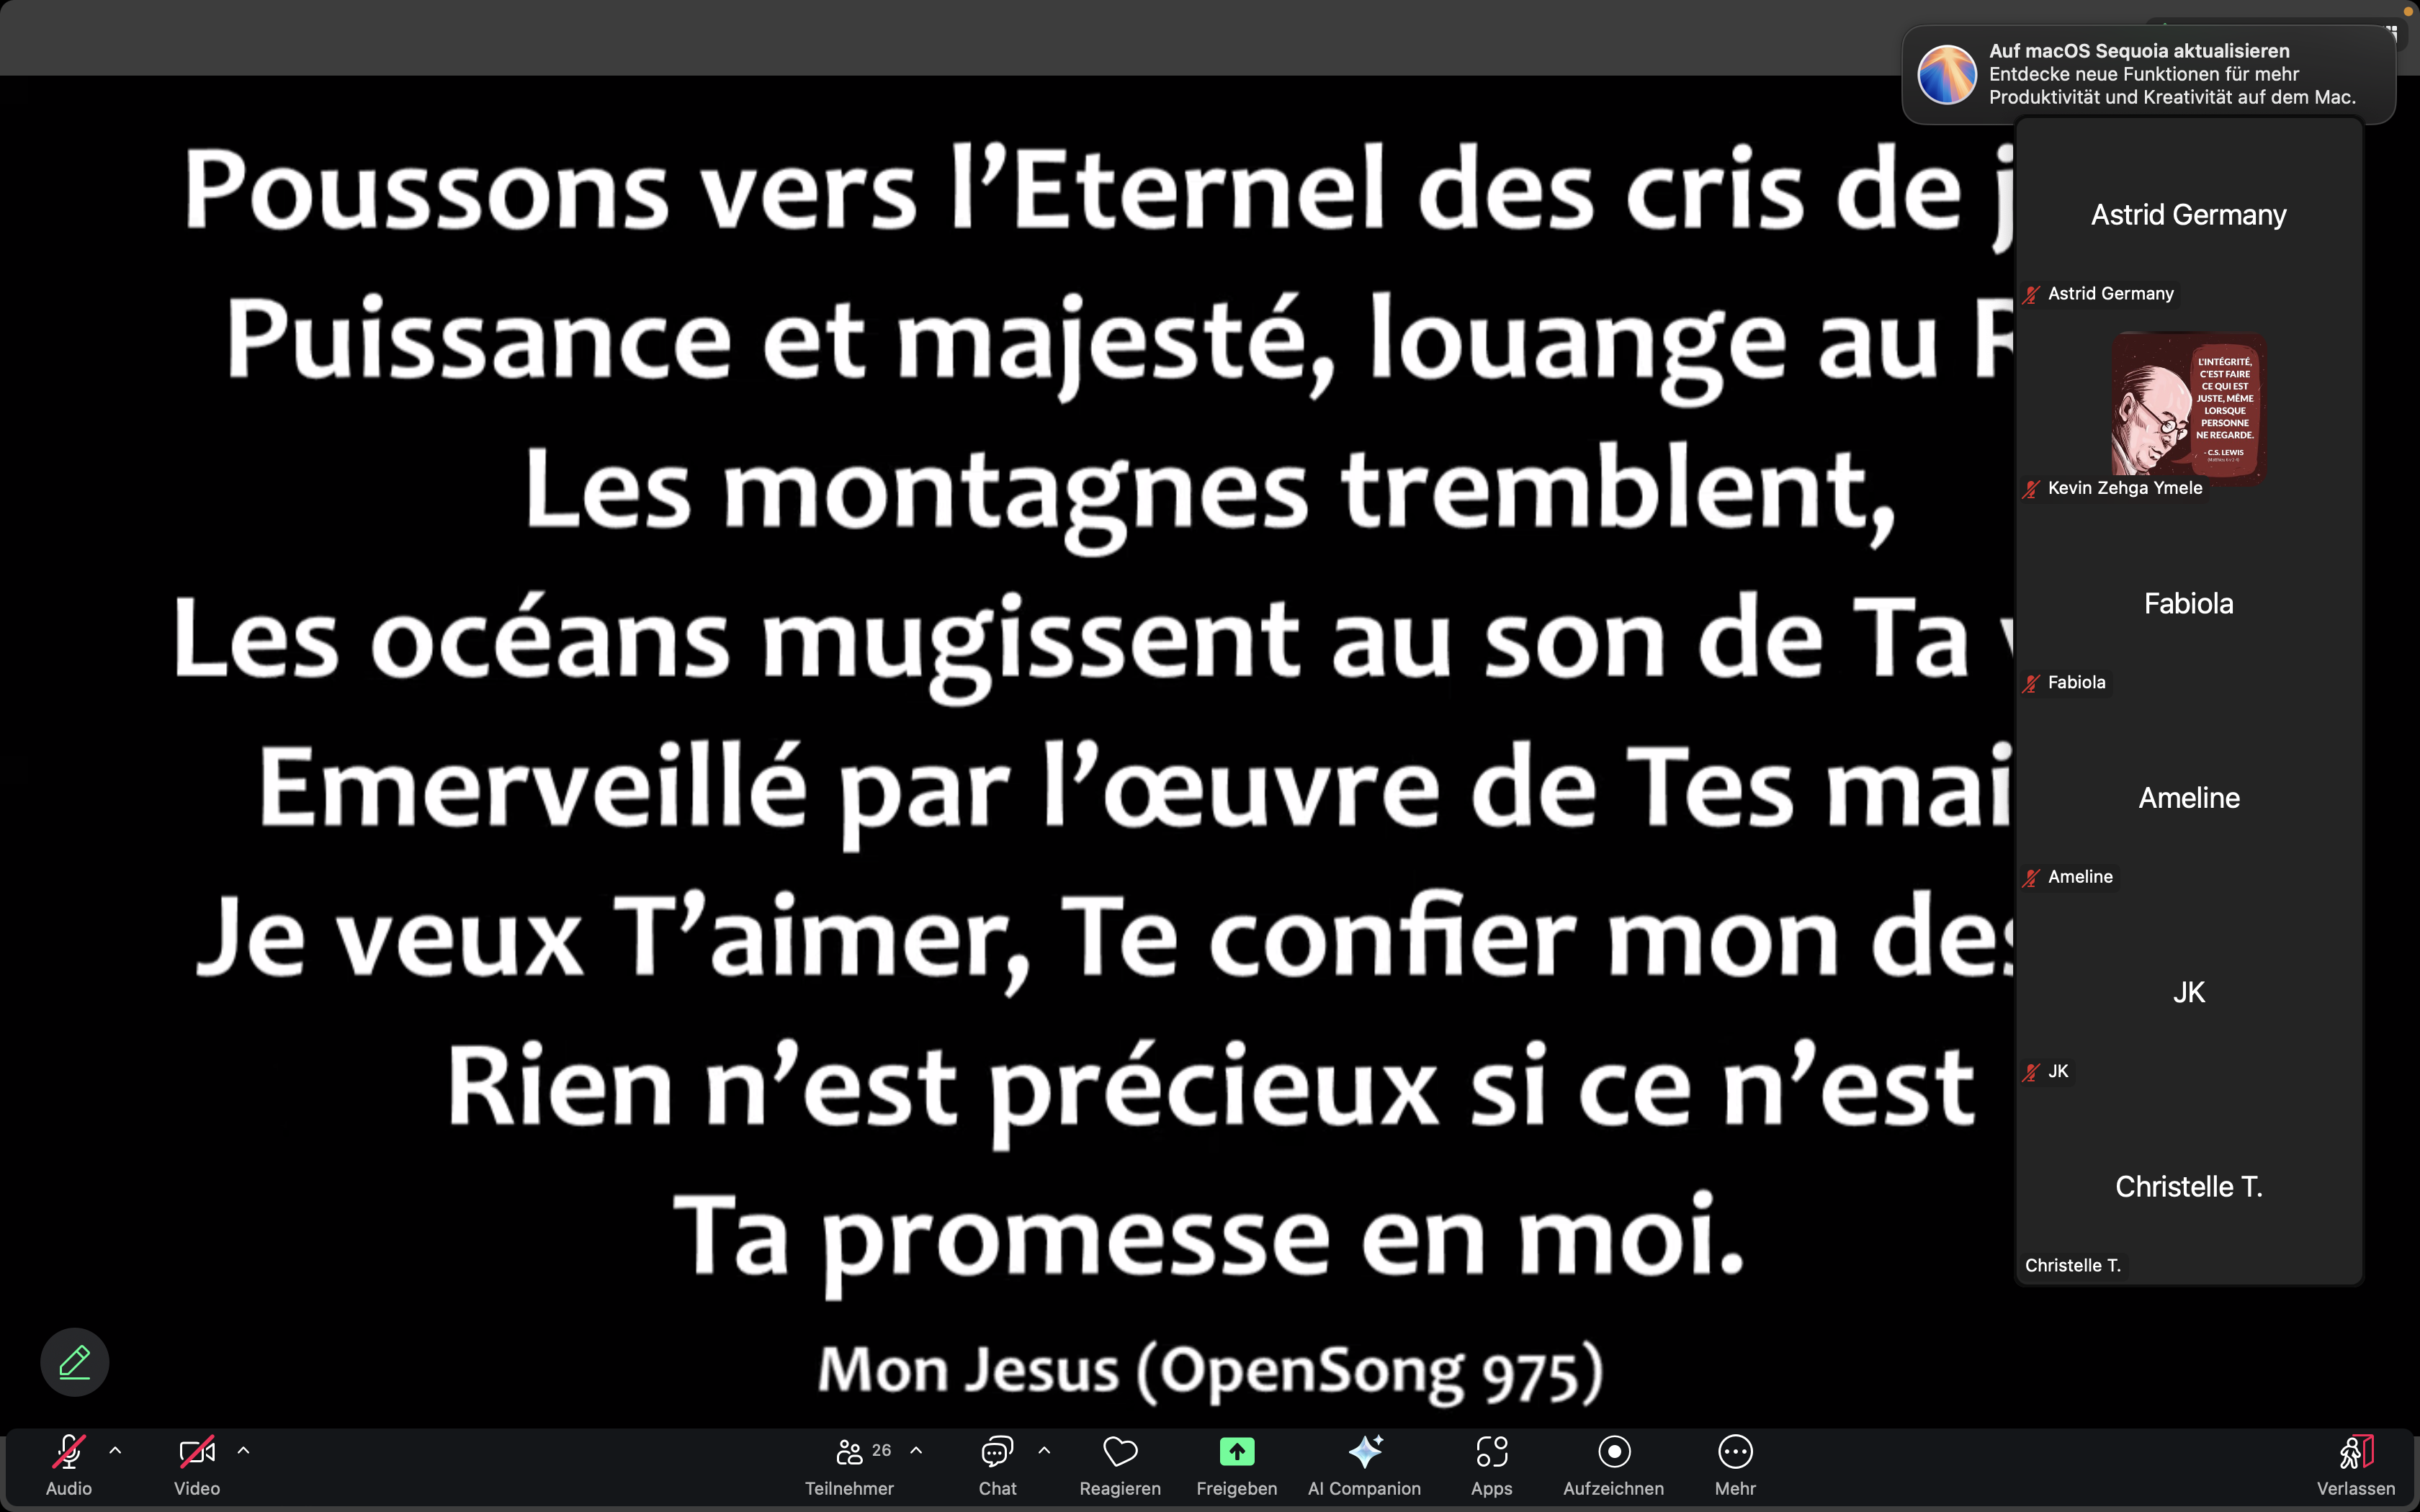 Auf macOS Sequoia aktualisieren
Entdecke neue Funktionen für mehr
Produktivität und Kreativität auf dem Mac.
Poussons vers l’Eternel des cris de j
Puissance et majesté, louange au R
Les montagnes tremblent,
Les océans mugissent au son de Ta
Emerveillé par l’œuvre de Tes mai
Je veux T’aimer, Te confier mon des
Rien n’est précieux si ce n’est
Ta promesse en moi.
Mon Jesus (OpenSong 975)
Astrid Germany
Astrid Germany
L'INTÉGRITÉ,
C'EST FAIRE
CE QUI EST
JUSTE, MÊME
LORSQUE
PERSONNE
NE REGARDE.
- C.S. LEWIS
Kevin Zehga Ymele
Fabiola
Fabiola
Ameline
Ameline
JK
JK
Christelle T.
Christelle T.
26
Audio
Video
Teilnehmer
Chat
Reagieren
Freigeben
AI Companion
Apps
Aufzeichnen
Mehr
Verlassen